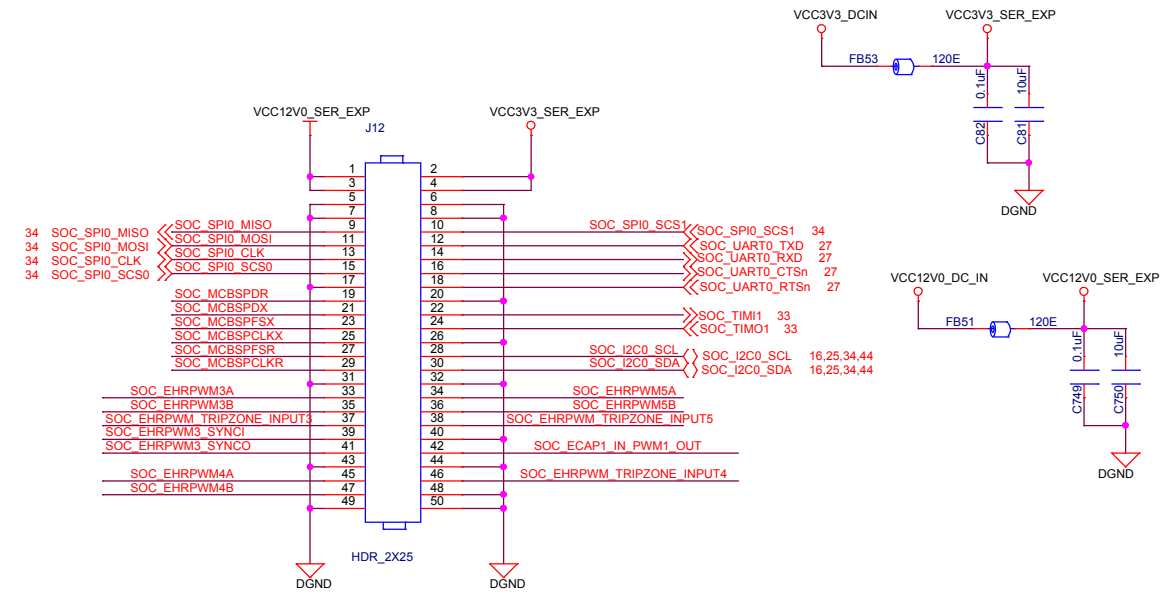 VCC3V3_DCIN VCC3V3_SER_EXP
FB53 120E
0.1uF 10uF
C82 C81
DGND
VCC12V0_SER_EXP VCC3V3_SER_EXP
J12
1 2
3 4
5 6
7 8
34 SOC_SPI0_MISO SOC_SPI0_MISO 9 10 SOC_SPI0_SCS1 SOC_SPI0_SCS1 34
34 SOC_SPI0_MOSI SOC_SPI0_MOSI 11 12 SOC_UART0_TXD 27
34 SOC_SPI0_CLK SOC_SPI0_CLK 13 14 SOC_UART0_RXD 27
34 SOC_SPI0_SCS0 SOC_SPI0_SCS0 15 16 SOC_UART0_CTSn 27
17 18 SOC_UART0_RTSn 27
SOC_MCBSPDR 19 20
SOC_MCBSPDX 21 22 SOC_TIMI1 33
SOC_MCBSPFSX 23 24 SOC_TIMO1 33
SOC_MCBSPCLKX 25 26
SOC_MCBSPFSR 27 28 SOC_I2C0_SCL SOC_I2C0_SCL 16,25,34,44
SOC_MCBSPCLKR 29 30 SOC_I2C0_SDA SOC_I2C0_SDA 16,25,34,44
31 32
SOC_EHRPWM3A 33 34 SOC_EHRPWM5A
SOC_EHRPWM3B 35 36 SOC_EHRPWM5B
SOC_EHRPWM_TRIPZONE_INPUT3 37 38 SOC_EHRPWM_TRIPZONE_INPUT5
SOC_EHRPWM3_SYNCI 39 40
SOC_EHRPWM3_SYNCO 41 42 SOC_ECAP1_IN_PWM1_OUT
43 44
SOC_EHRPWM4A 45 46 SOC_EHRPWM_TRIPZONE_INPUT4
SOC_EHRPWM4B 47 48
49 50
HDR_2X25
DGND DGND
VCC12V0_DC_IN VCC12V0_SER_EXP
FB51 120E
0.1uF 10uF
C749 C750
DGND